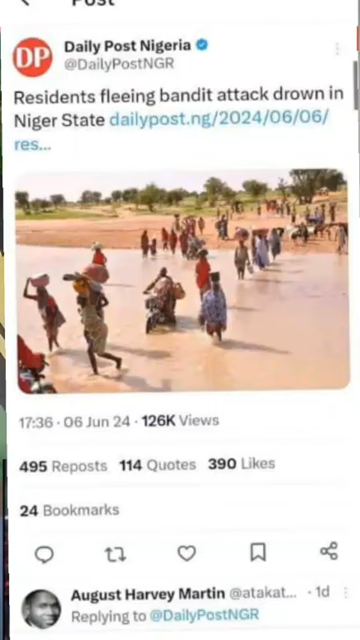 Post
DP
Daily Post Nigeria
@DailyPostNGR
Residents fleeing bandit attack drown in
Niger State dailypost.ng/2024/06/06/
res...
17:36 · 06 Jun 24 · 126K Views
495 Reposts 114 Quotes 390 Likes
24 Bookmarks
August Harvey Martin @atakat... · 1d
Replying to @DailyPostNGR